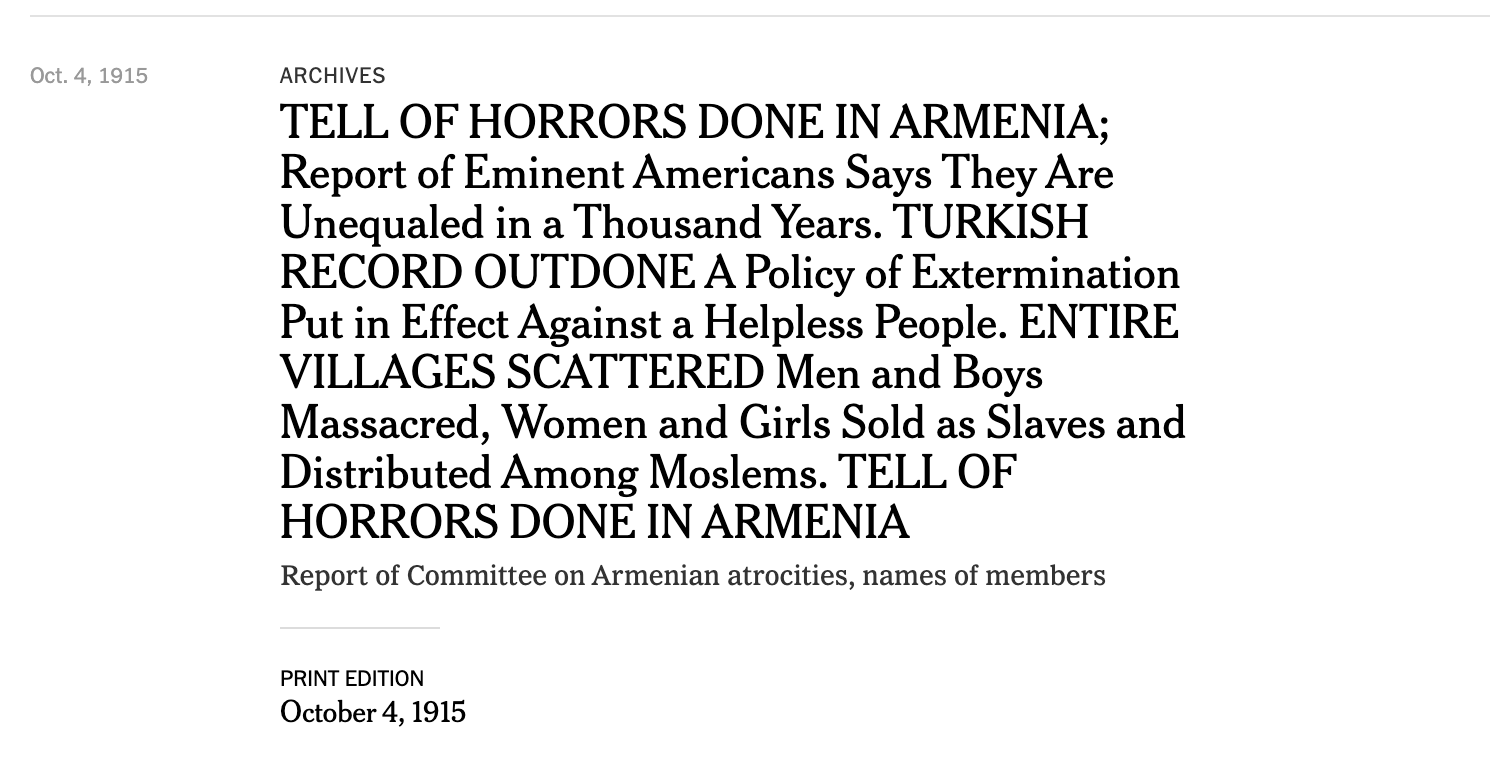 Oct. 4, 1915
ARCHIVES
TELL OF HORRORS DONE IN ARMENIA;
Report of Eminent Americans Says They Are
Unequaled in a Thousand Years. TURKISH
RECORD OUTDONE A Policy of Extermination
Put in Effect Against a Helpless People. ENTIRE
VILLAGES SCATTERED Men and Boys
Massacred, Women and Girls Sold as Slaves and
Distributed Among Moslems. TELL OF
HORRORS DONE IN ARMENIA
Report of Committee on Armenian atrocities, names of members
PRINT EDITION
October 4, 1915